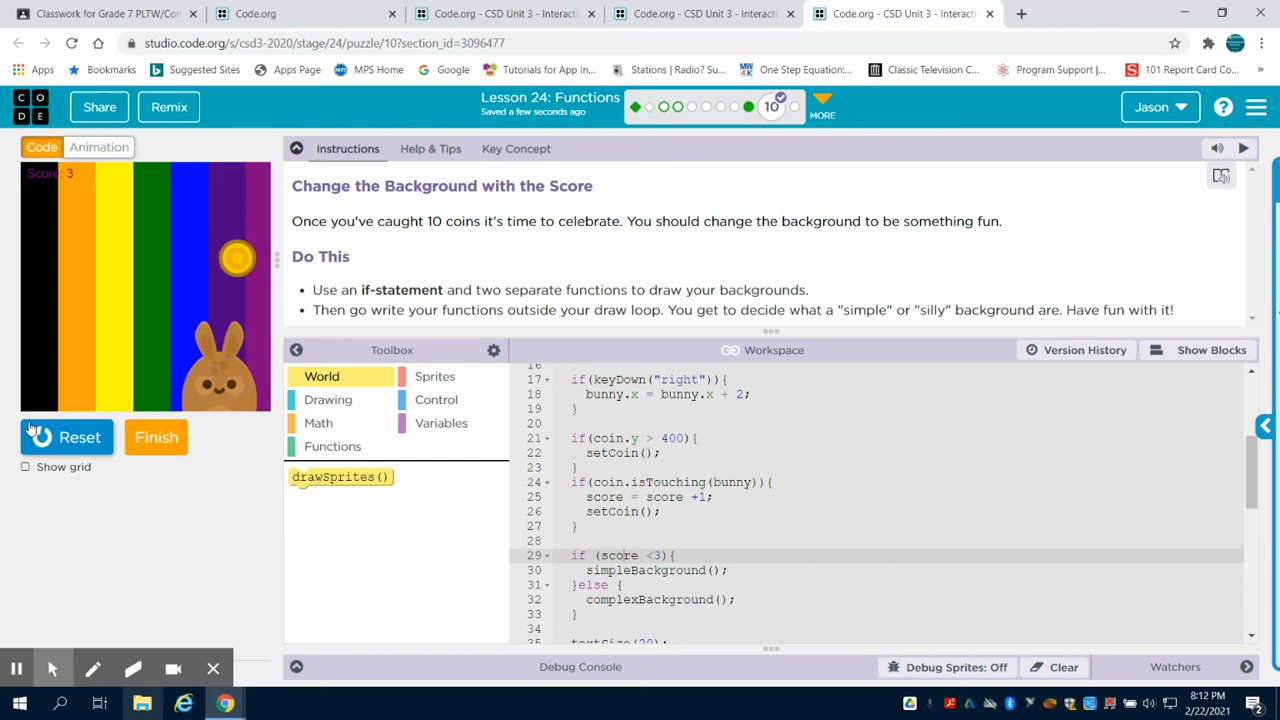 Classwork for Grade 7 PLTW/Con
Code.org
Code.org - CSD Unit 3 - Interacti
Code.org - CSD Unit 3 - Interacti
Code.org - CSD Unit 3 - Interacti
studio.code.org/s/csd3-2020/stage/24/puzzle/10?section_id=3096477
Apps
Bookmarks
Suggested Sites
Apps Page
MPS Home
Google
Tutorials for App In...
Stations | Radio? Su...
One Step Equation:...
Classic Television C...
Program Support |...
101 Report Card Co...
C O
D E
Share
Remix
Lesson 24: Functions
Saved a few seconds ago
10
MORE
Jason
Code
Animation
Instructions
Help & Tips
Key Concept
Score: 3
Change the Background with the Score
Once you've caught 10 coins it's time to celebrate. You should change the background to be something fun.
Do This
• Use an if-statement and two separate functions to draw your backgrounds.
• Then go write your functions outside your draw loop. You get to decide what a "simple" or "silly" background are. Have fun with it!
Toolbox
Workspace
Version History
Show Blocks
World
Sprites
Drawing
Control
Math
Variables
Functions
drawSprites()
16
17 if(keyDown("right")){
18 bunny.x = bunny.x + 2;
19 }
20
21 if(coin.y > 400){
22 setCoin();
23 }
24 if(coin.isTouching(bunny)){
25 score = score +1;
26 setCoin();
27 }
28
29 if (score <3){
30 simpleBackground();
31 }else {
32 complexBackground();
33 }
34
35 textSize(20);
Reset
Finish
Show grid
Debug Console
Debug Sprites: Off
Clear
Watchers
8:12 PM
2/22/2021
2